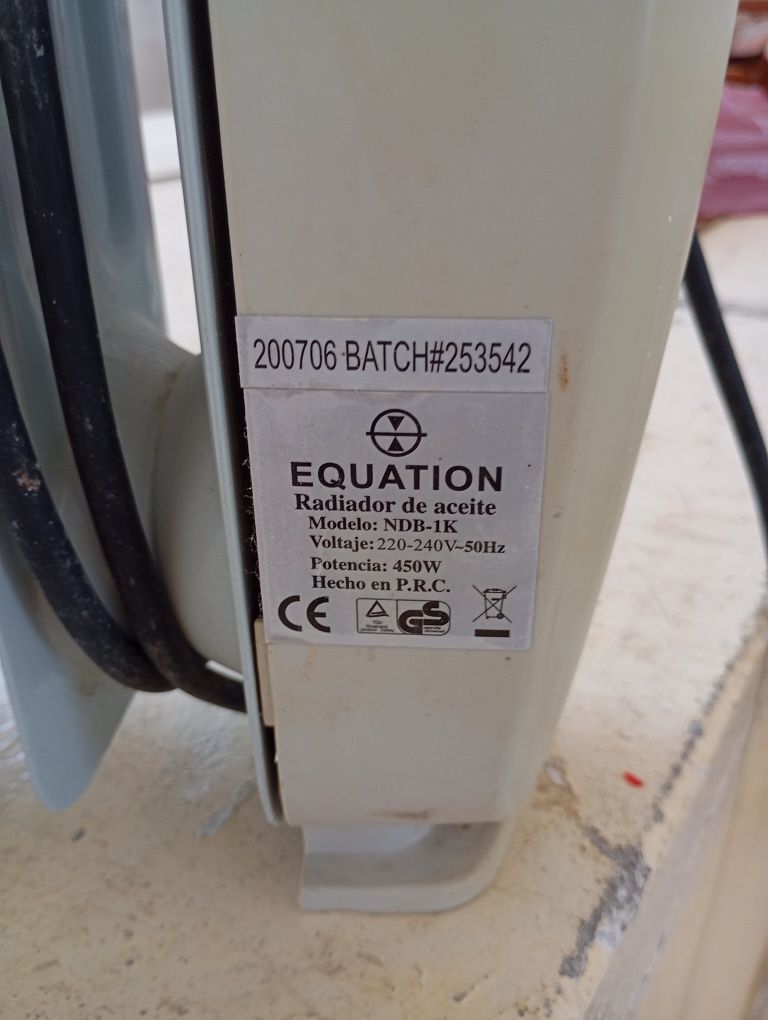 200706 BATCH#253542
EQUATION
Radiador de aceite
Modelo: NDB-1K
Voltaje: 220-240V~50Hz
Potencia: 450W
Hecho en P.R.C.
CE
TÜV
GS